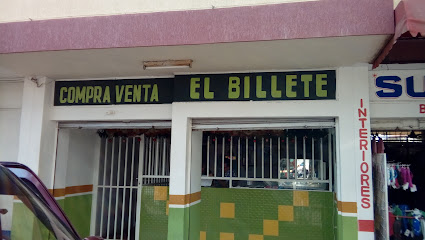 COMPRA VENTA
EL BILLETE
INTERIORES
SU